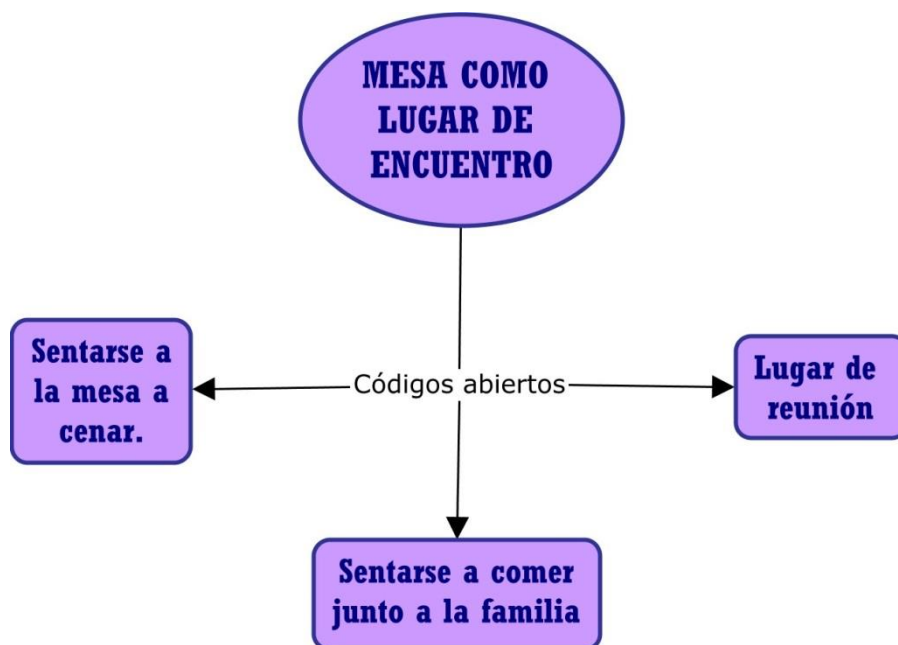 MESA COMO
LUGAR DE
ENCUENTRO
Sentarse a
la mesa a
cenar.
Códigos abiertos
Lugar de
reunión
Sentarse a comer
junto a la familia